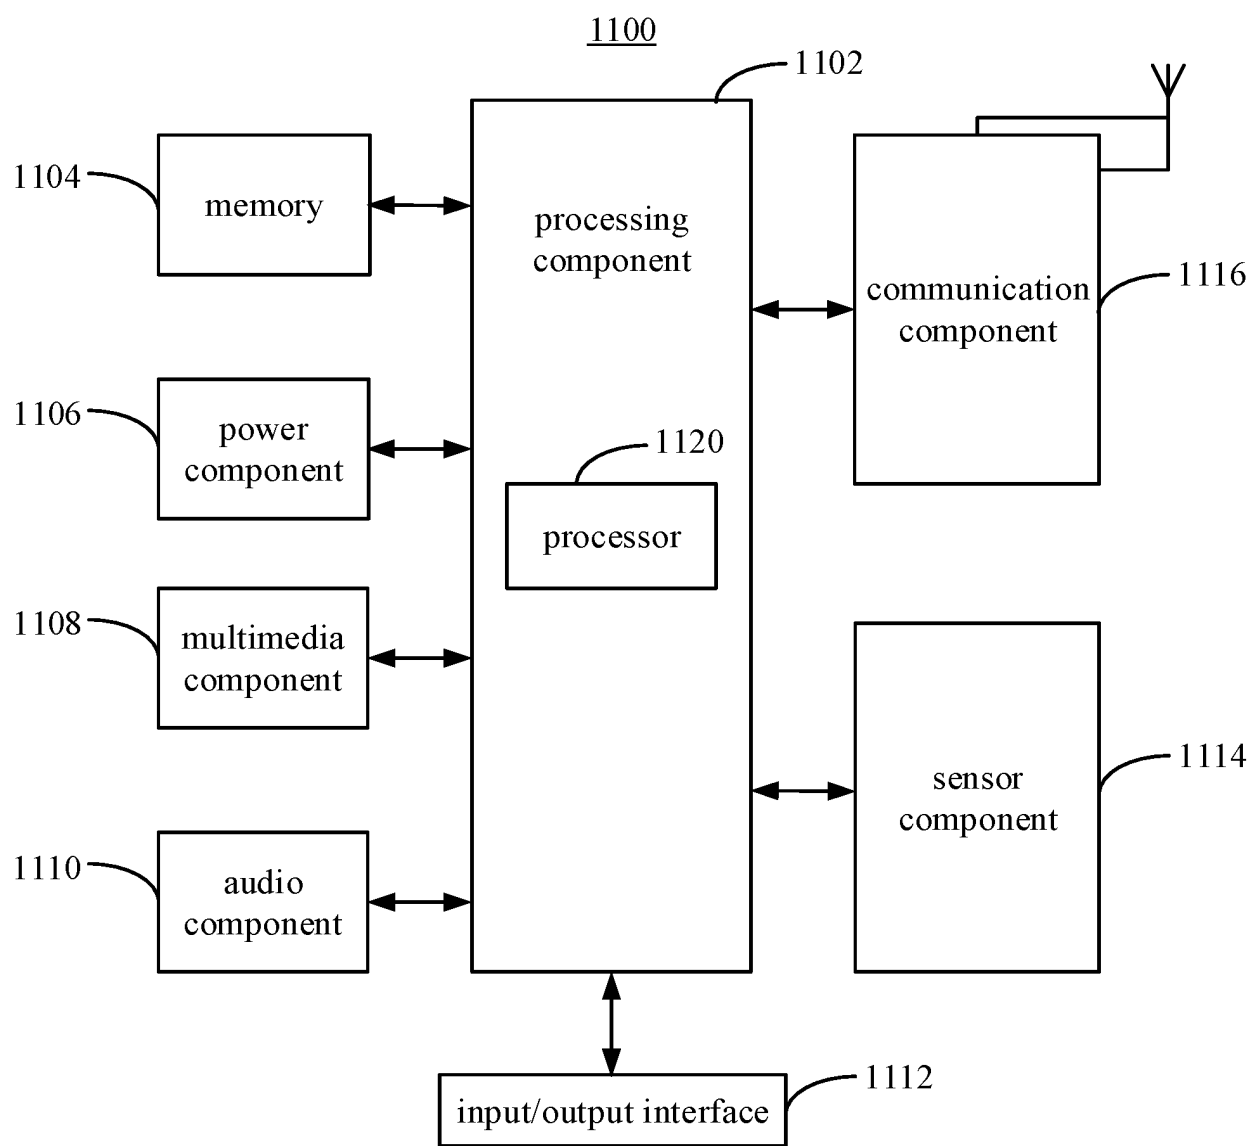 1100
1102
1104
memory
processing
component
communication
component
1116
1106
power
component
1120
processor
1108
multimedia
component
1110
audio
component
sensor
component
1114
input/output interface
1112